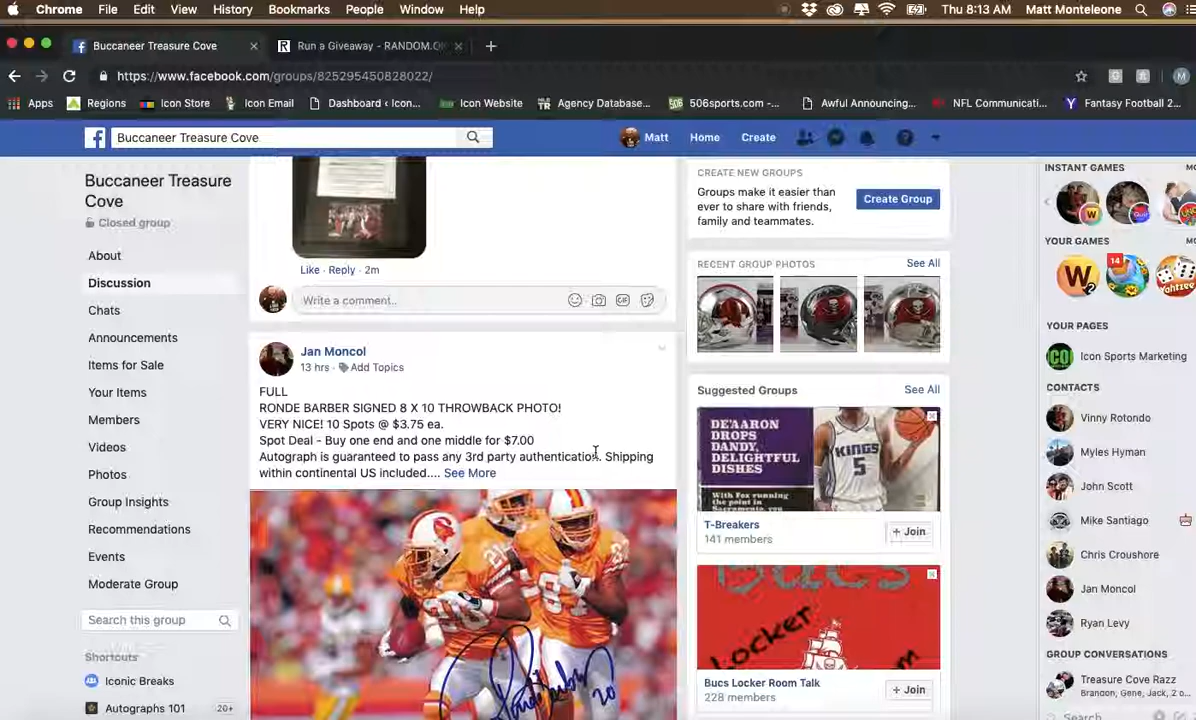 Chrome File Edit View History Bookmarks People Window Help Thu 8:13 AM Matt Monteleone
Buccaneer Treasure Cove
Run a Giveaway - RANDOM.O
https://www.facebook.com/groups/825295450828022/
Apps Regions Icon Store Icon Email Dashboard ‹ Icon... Icon Website Agency Database... 506sports.com -... Awful Announcing... NFL Communicati... Fantasy Football 2...
Buccaneer Treasure Cove
Matt Home Create
Buccaneer Treasure
Cove
Closed group
About
Discussion
Chats
Announcements
Items for Sale
Your Items
Members
Videos
Photos
Group Insights
Recommendations
Events
Moderate Group
Search this group
Shortcuts
Iconic Breaks
Autographs 101 20+
Like · Reply · 2m
Write a comment...
Jan Moncol
13 hrs · Add Topics
FULL
RONDE BARBER SIGNED 8 X 10 THROWBACK PHOTO!
VERY NICE! 10 Spots @ $3.75 ea.
Spot Deal - Buy one end and one middle for $7.00
Autograph is guaranteed to pass any 3rd party authentication. Shipping
within continental US included.... See More
CREATE NEW GROUPS
Groups make it easier than
ever to share with friends,
family and teammates.
Create Group
RECENT GROUP PHOTOS See All
Suggested Groups See All
DE'AARON
DROPS
DANDY,
DELIGHTFUL
DISHES
With Fox running
the point in
KINGS
5
T-Breakers
141 members
+ Join
Bucs
Locker
Bucs Locker Room Talk
228 members
+ Join
INSTANT GAMES MO
YOUR GAMES MO
14
YOUR PAGES
Icon Sports Marketing
CONTACTS
Vinny Rotondo
Myles Hyman
John Scott
Mike Santiago
Chris Croushore
Jan Moncol
Ryan Levy
GROUP CONVERSATIONS
Treasure Cove Razz
Brandon, Gene, Jack, 2 o...
Search